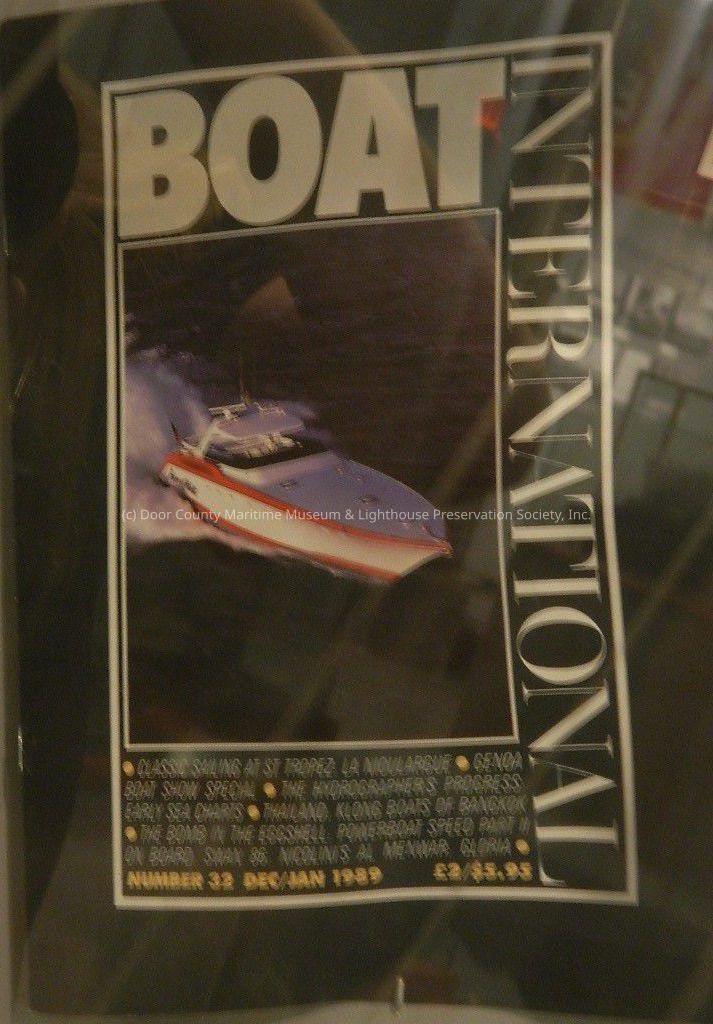 BOAT
INTERNATIONAL
(c) Door County Maritime Museum & Lighthouse Preservation Society, Inc.
• CLASSIC SAILING AT ST TROPEZ: LA NIOULARGUE • GENOA
BOAT SHOW SPECIAL • THE HYDROGRAPHER'S PROGRESS:
EARLY SEA CHARTS • THAILAND: KLONG BOATS OF BANGKOK
• THE BOMB IN THE EGGSHELL: POWERBOAT SPEED PART II
ON BOARD: SWAN 36, NICOLINI'S AL MENWAR, GLORIA •
NUMBER 32 DEC/JAN 1989 £2/$5.95